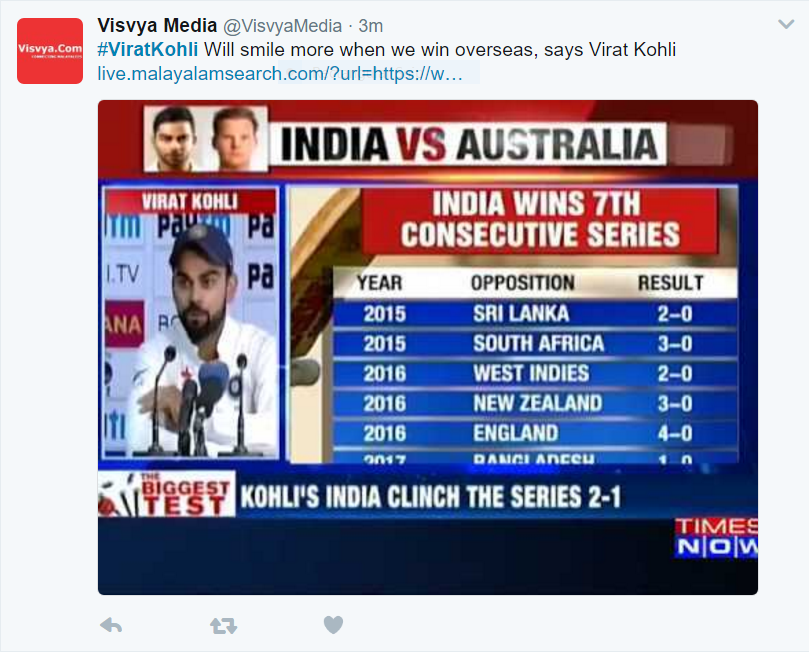 Visvya Media @VisvyaMedia · 3m
Visvya.Com
#ViratKohli Will smile more when we win overseas, says Virat Kohli
live.malayalamsearch.com/?url=https://w…
INDIA VS AUSTRALIA
VIRAT KOHLI
INDIA WINS 7TH
CONSECUTIVE SERIES
YEAR OPPOSITION RESULT
2015 SRI LANKA 2–0
2015 SOUTH AFRICA 3–0
2016 WEST INDIES 2–0
2016 NEW ZEALAND 3–0
2016 ENGLAND 4–0
2017 BANGLADESH 1–0
THE
BIGGEST
TEST
KOHLI'S INDIA CLINCH THE SERIES 2-1
TIMES
NOW